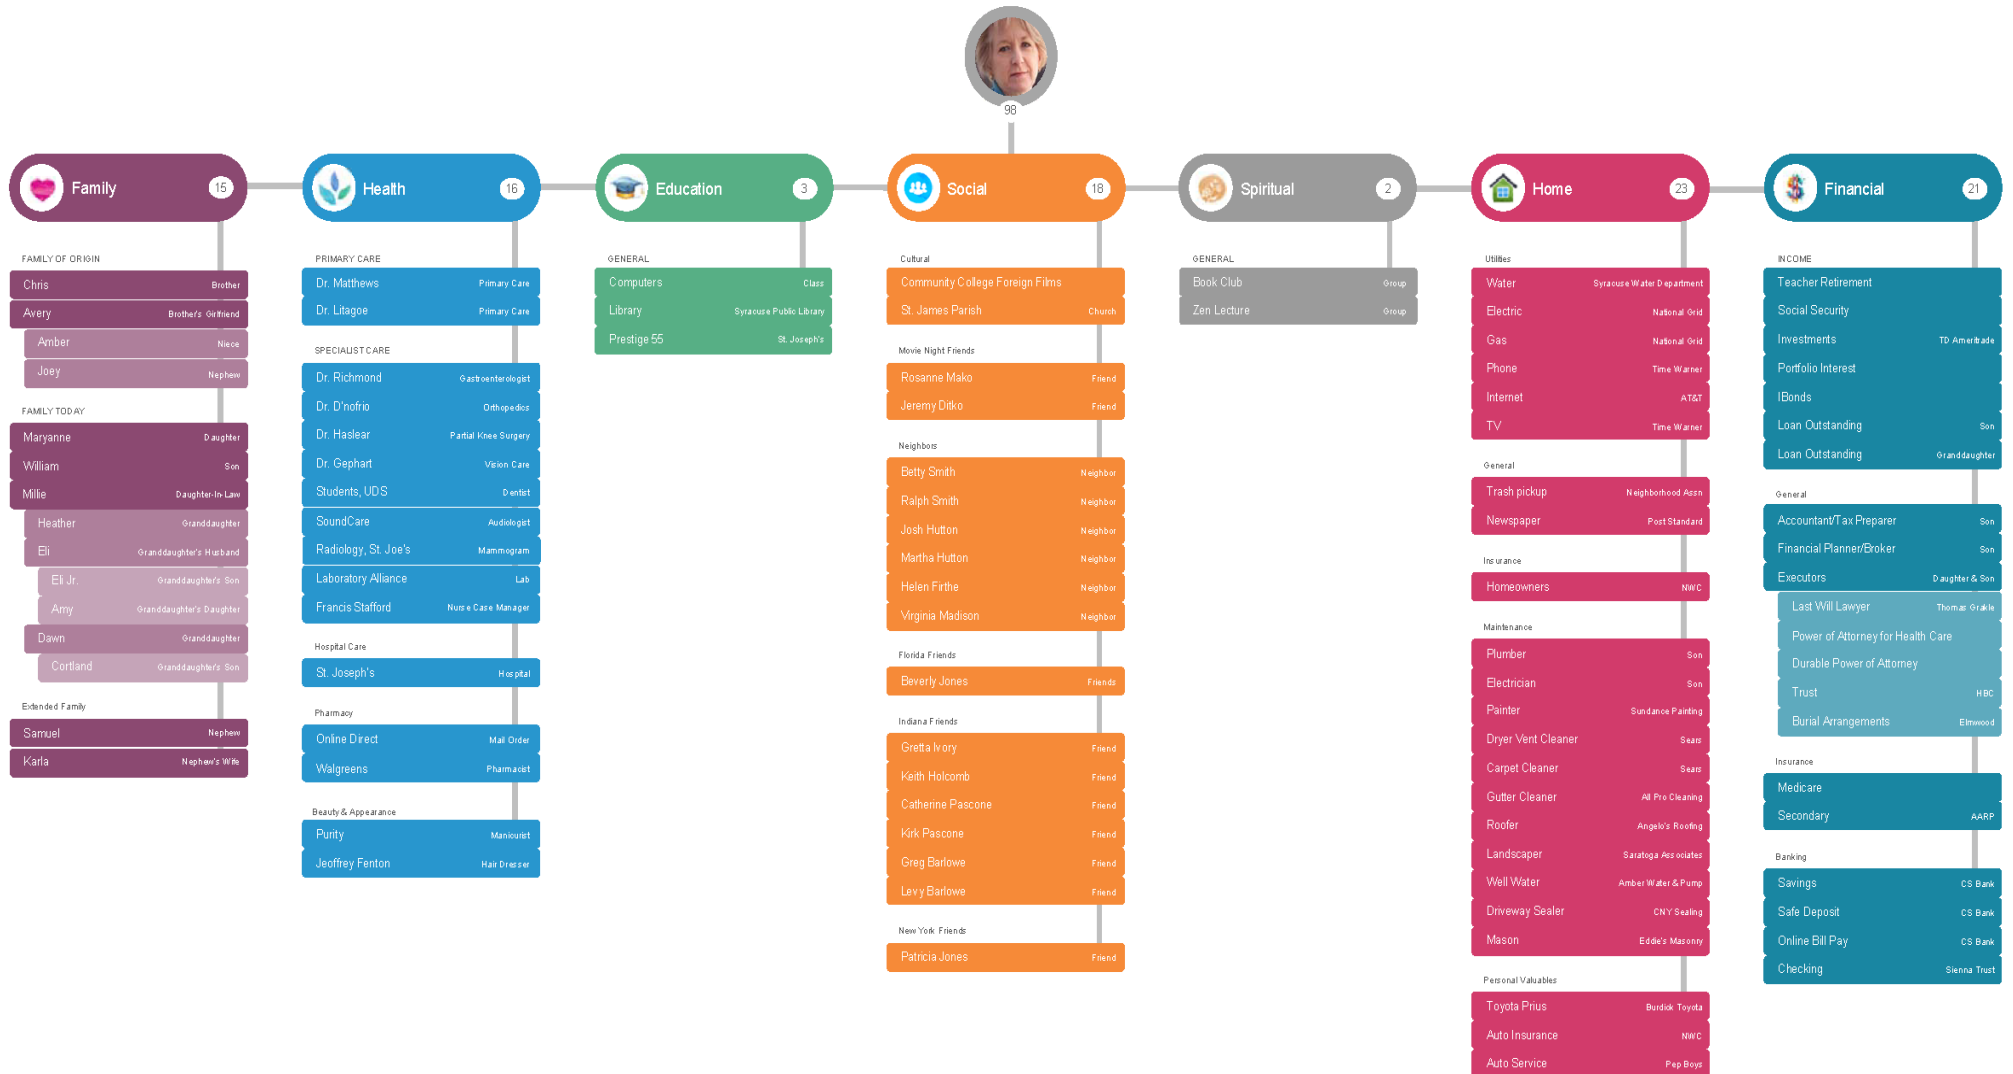 98
Family 15
FAMILY OF ORIGIN
Chris Brother
Avery Brother's Girlfriend
Amber Niece
Joey Nephew
FAMILY TODAY
Maryanne Daughter
William Son
Millie Daughter-In-Law
Heather Granddaughter
Eli Granddaughter's Husband
Eli Jr. Granddaughter's Son
Amy Granddaughter's Daughter
Dawn Granddaughter
Cortland Granddaughter's Son
Extended Family
Samuel Nephew
Karla Nephew's Wife
Health 16
PRIMARY CARE
Dr. Matthews Primary Care
Dr. Litagoe Primary Care
SPECIALIST CARE
Dr. Richmond Gastroenterologist
Dr. D'nofrio Orthopedics
Dr. Haslear Partial Knee Surgery
Dr. Gephart Vision Care
Students, UDS Dentist
SoundCare Audiologist
Radiology, St. Joe's Mammogram
Laboratory Alliance Lab
Francis Stafford Nurse Case Manager
Hospital Care
St. Joseph's Hospital
Pharmacy
Online Direct Mail Order
Walgreens Pharmacist
Beauty & Appearance
Purity Manicurist
Jeoffrey Fenton Hair Dresser
Education 3
GENERAL
Computers Class
Library Syracuse Public Library
Prestige 55 St. Joseph's
Social 18
Cultural
Community College Foreign Films
St. James Parish Church
Movie Night Friends
Rosanne Mako Friend
Jeremy Ditko Friend
Neighbors
Betty Smith Neighbor
Ralph Smith Neighbor
Josh Hutton Neighbor
Martha Hutton Neighbor
Helen Firthe Neighbor
Virginia Madison Neighbor
Florida Friends
Beverly Jones Friends
Indiana Friends
Gretta Ivory Friend
Keith Holcomb Friend
Catherine Pascone Friend
Kirk Pascone Friend
Greg Barlowe Friend
Levy Barlowe Friend
New York Friends
Patricia Jones Friend
Spiritual 2
GENERAL
Book Club Group
Zen Lecture Group
Home 23
Utilities
Water Syracuse Water Department
Electric National Grid
Gas National Grid
Phone Time Warner
Internet AT&T
TV Time Warner
General
Trash pickup Neighborhood Assn
Newspaper Post Standard
Insurance
Homeowners NWC
Maintenance
Plumber Son
Electrician Son
Painter Sundance Painting
Dryer Vent Cleaner Sears
Carpet Cleaner Sears
Gutter Cleaner All Pro Cleaning
Roofer Angelo's Roofing
Landscaper Saratoga Associates
Well Water Amber Water & Pump
Driveway Sealer CNY Sealing
Mason Eddie's Masonry
Personal Valuables
Toyota Prius Burdick Toyota
Auto Insurance NWC
Auto Service Pep Boys
Financial 21
INCOME
Teacher Retirement
Social Security
Investments TD Ameritrade
Portfolio Interest
IBonds
Loan Outstanding Son
Loan Outstanding Granddaughter
General
Accountant/Tax Preparer Son
Financial Planner/Broker Son
Executors Daughter & Son
Last Will Lawyer Thomas Grakle
Power of Attorney for Health Care
Durable Power of Attorney
Trust HBC
Burial Arrangements Elmwood
Insurance
Medicare
Secondary AARP
Banking
Savings CS Bank
Safe Deposit CS Bank
Online Bill Pay CS Bank
Checking Sienna Trust